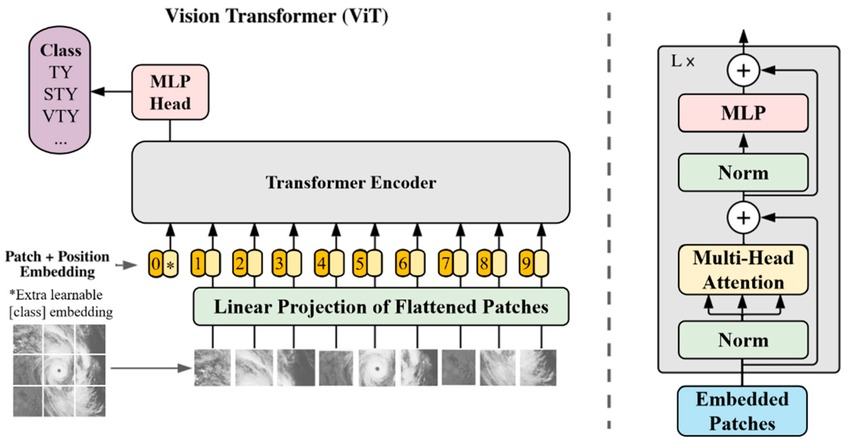 Vision Transformer (ViT)
Class
TY
STY
VTY
...
MLP
Head
Transformer Encoder
Patch + Position
Embedding
0 * 1 2 3 4 5 6 7 8 9
*Extra learnable
[class] embedding
Linear Projection of Flattened Patches
L ×
+
MLP
Norm
+
Multi-Head
Attention
Norm
Embedded
Patches